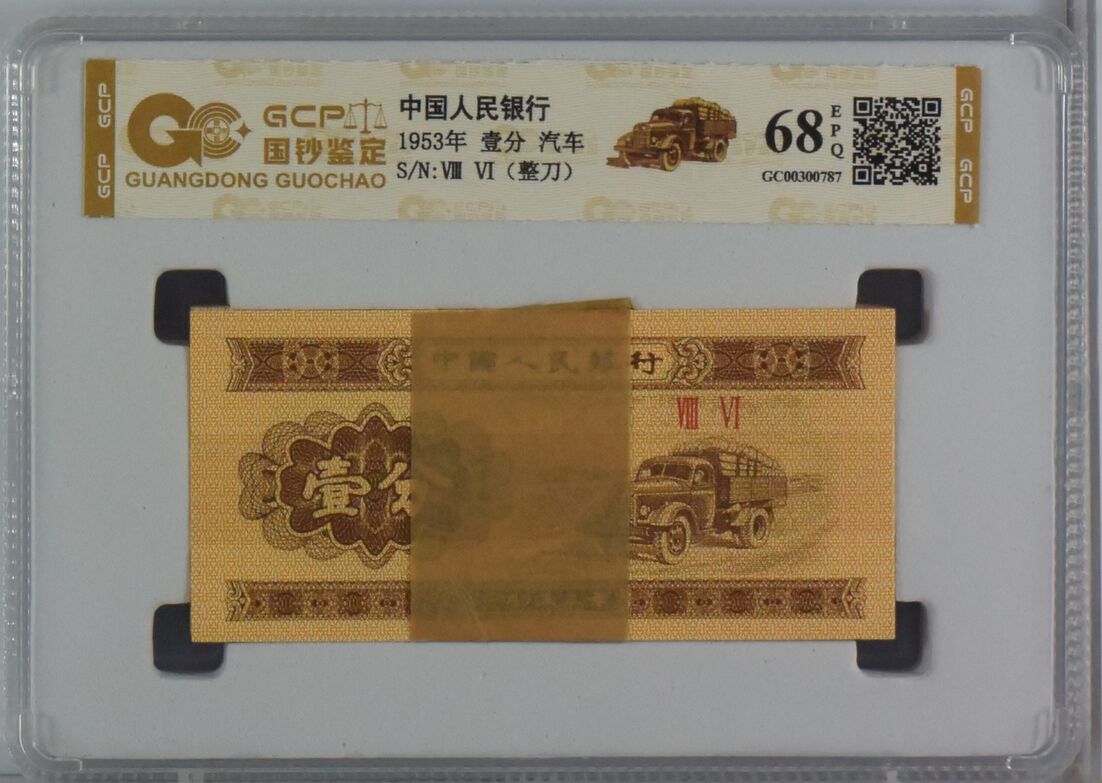 GCP
国钞鉴定
GUANGDONG GUOCHAO
中国人民银行
1953年 壹分 汽车
S/N:Ⅷ Ⅵ（整刀）
68
EPQ
GC00300787
GCP
GCP
GCP
GCP
中國人民銀行
Ⅷ Ⅵ
壹分